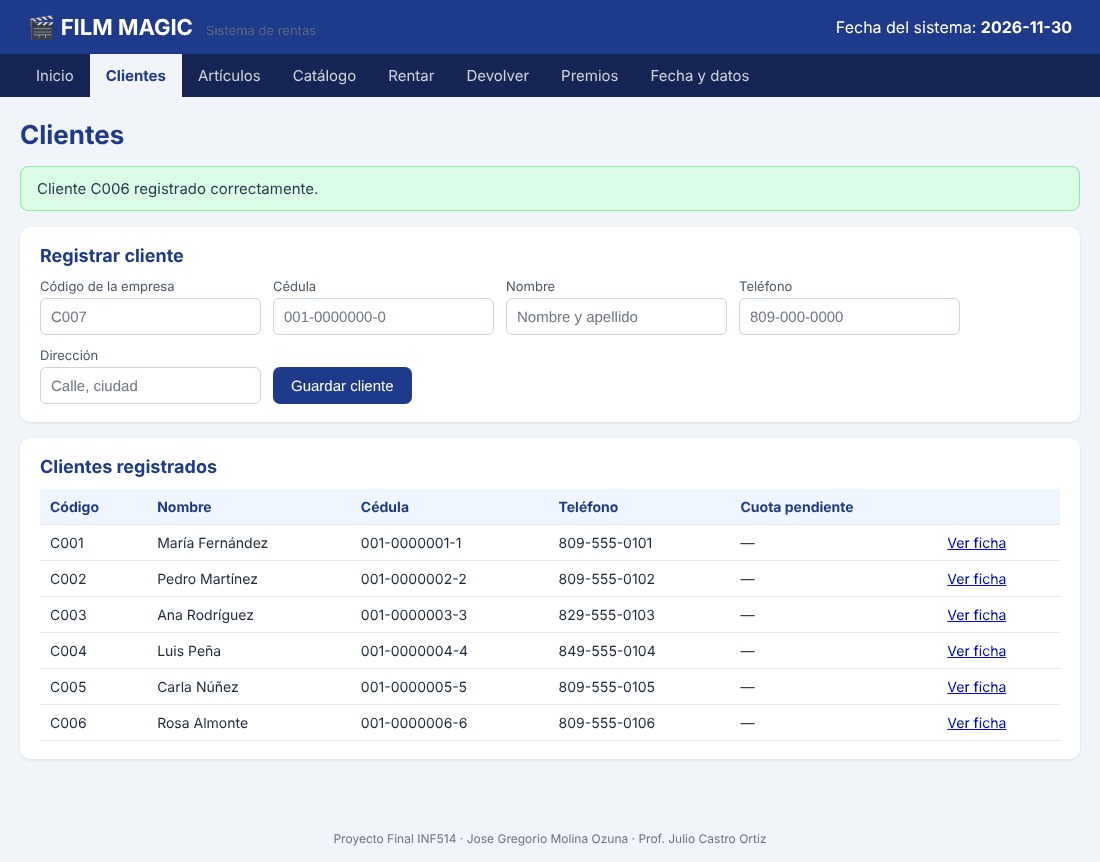 🎬 FILM MAGIC Sistema de rentas Fecha del sistema: 2026-11-30
Inicio Clientes Artículos Catálogo Rentar Devolver Premios Fecha y datos
Clientes
Cliente C006 registrado correctamente.
Registrar cliente
Código de la empresa Cédula Nombre Teléfono
C007 001-0000000-0 Nombre y apellido 809-000-0000
Dirección
Calle, ciudad Guardar cliente
Clientes registrados
Código Nombre Cédula Teléfono Cuota pendiente
C001 María Fernández 001-0000001-1 809-555-0101 — Ver ficha
C002 Pedro Martínez 001-0000002-2 809-555-0102 — Ver ficha
C003 Ana Rodríguez 001-0000003-3 829-555-0103 — Ver ficha
C004 Luis Peña 001-0000004-4 849-555-0104 — Ver ficha
C005 Carla Núñez 001-0000005-5 809-555-0105 — Ver ficha
C006 Rosa Almonte 001-0000006-6 809-555-0106 — Ver ficha
Proyecto Final INF514 · Jose Gregorio Molina Ozuna · Prof. Julio Castro Ortiz